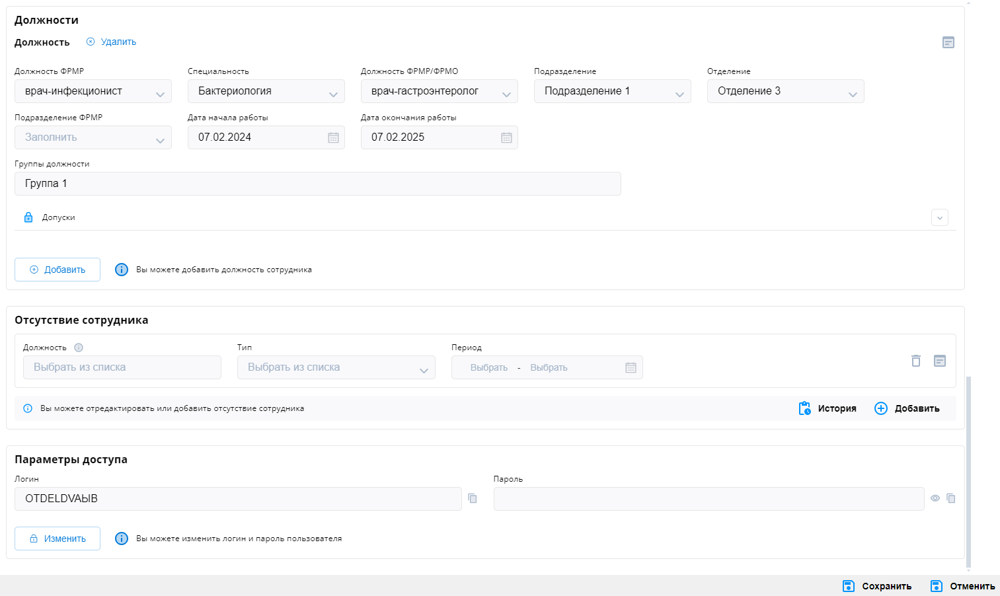 Должности
Должность Удалить
Должность ФРМР Специальность Должность ФРМР/ФРМО Подразделение Отделение
врач-инфекционист Бактериология врач-гастроэнтеролог Подразделение 1 Отделение 3
Подразделение ФРМР Дата начала работы Дата окончания работы
Заполнить 07.02.2024 07.02.2025
Группы должности
Группа 1
Допуски
Добавить Вы можете добавить должность сотрудника
Отсутствие сотрудника
Должность Тип Период
Выбрать из списка Выбрать из списка Выбрать - Выбрать
Вы можете отредактировать или добавить отсутствие сотрудника История Добавить
Параметры доступа
Логин Пароль
OTDELDVAЫВ
Изменить Вы можете изменить логин и пароль пользователя
Сохранить Отменить